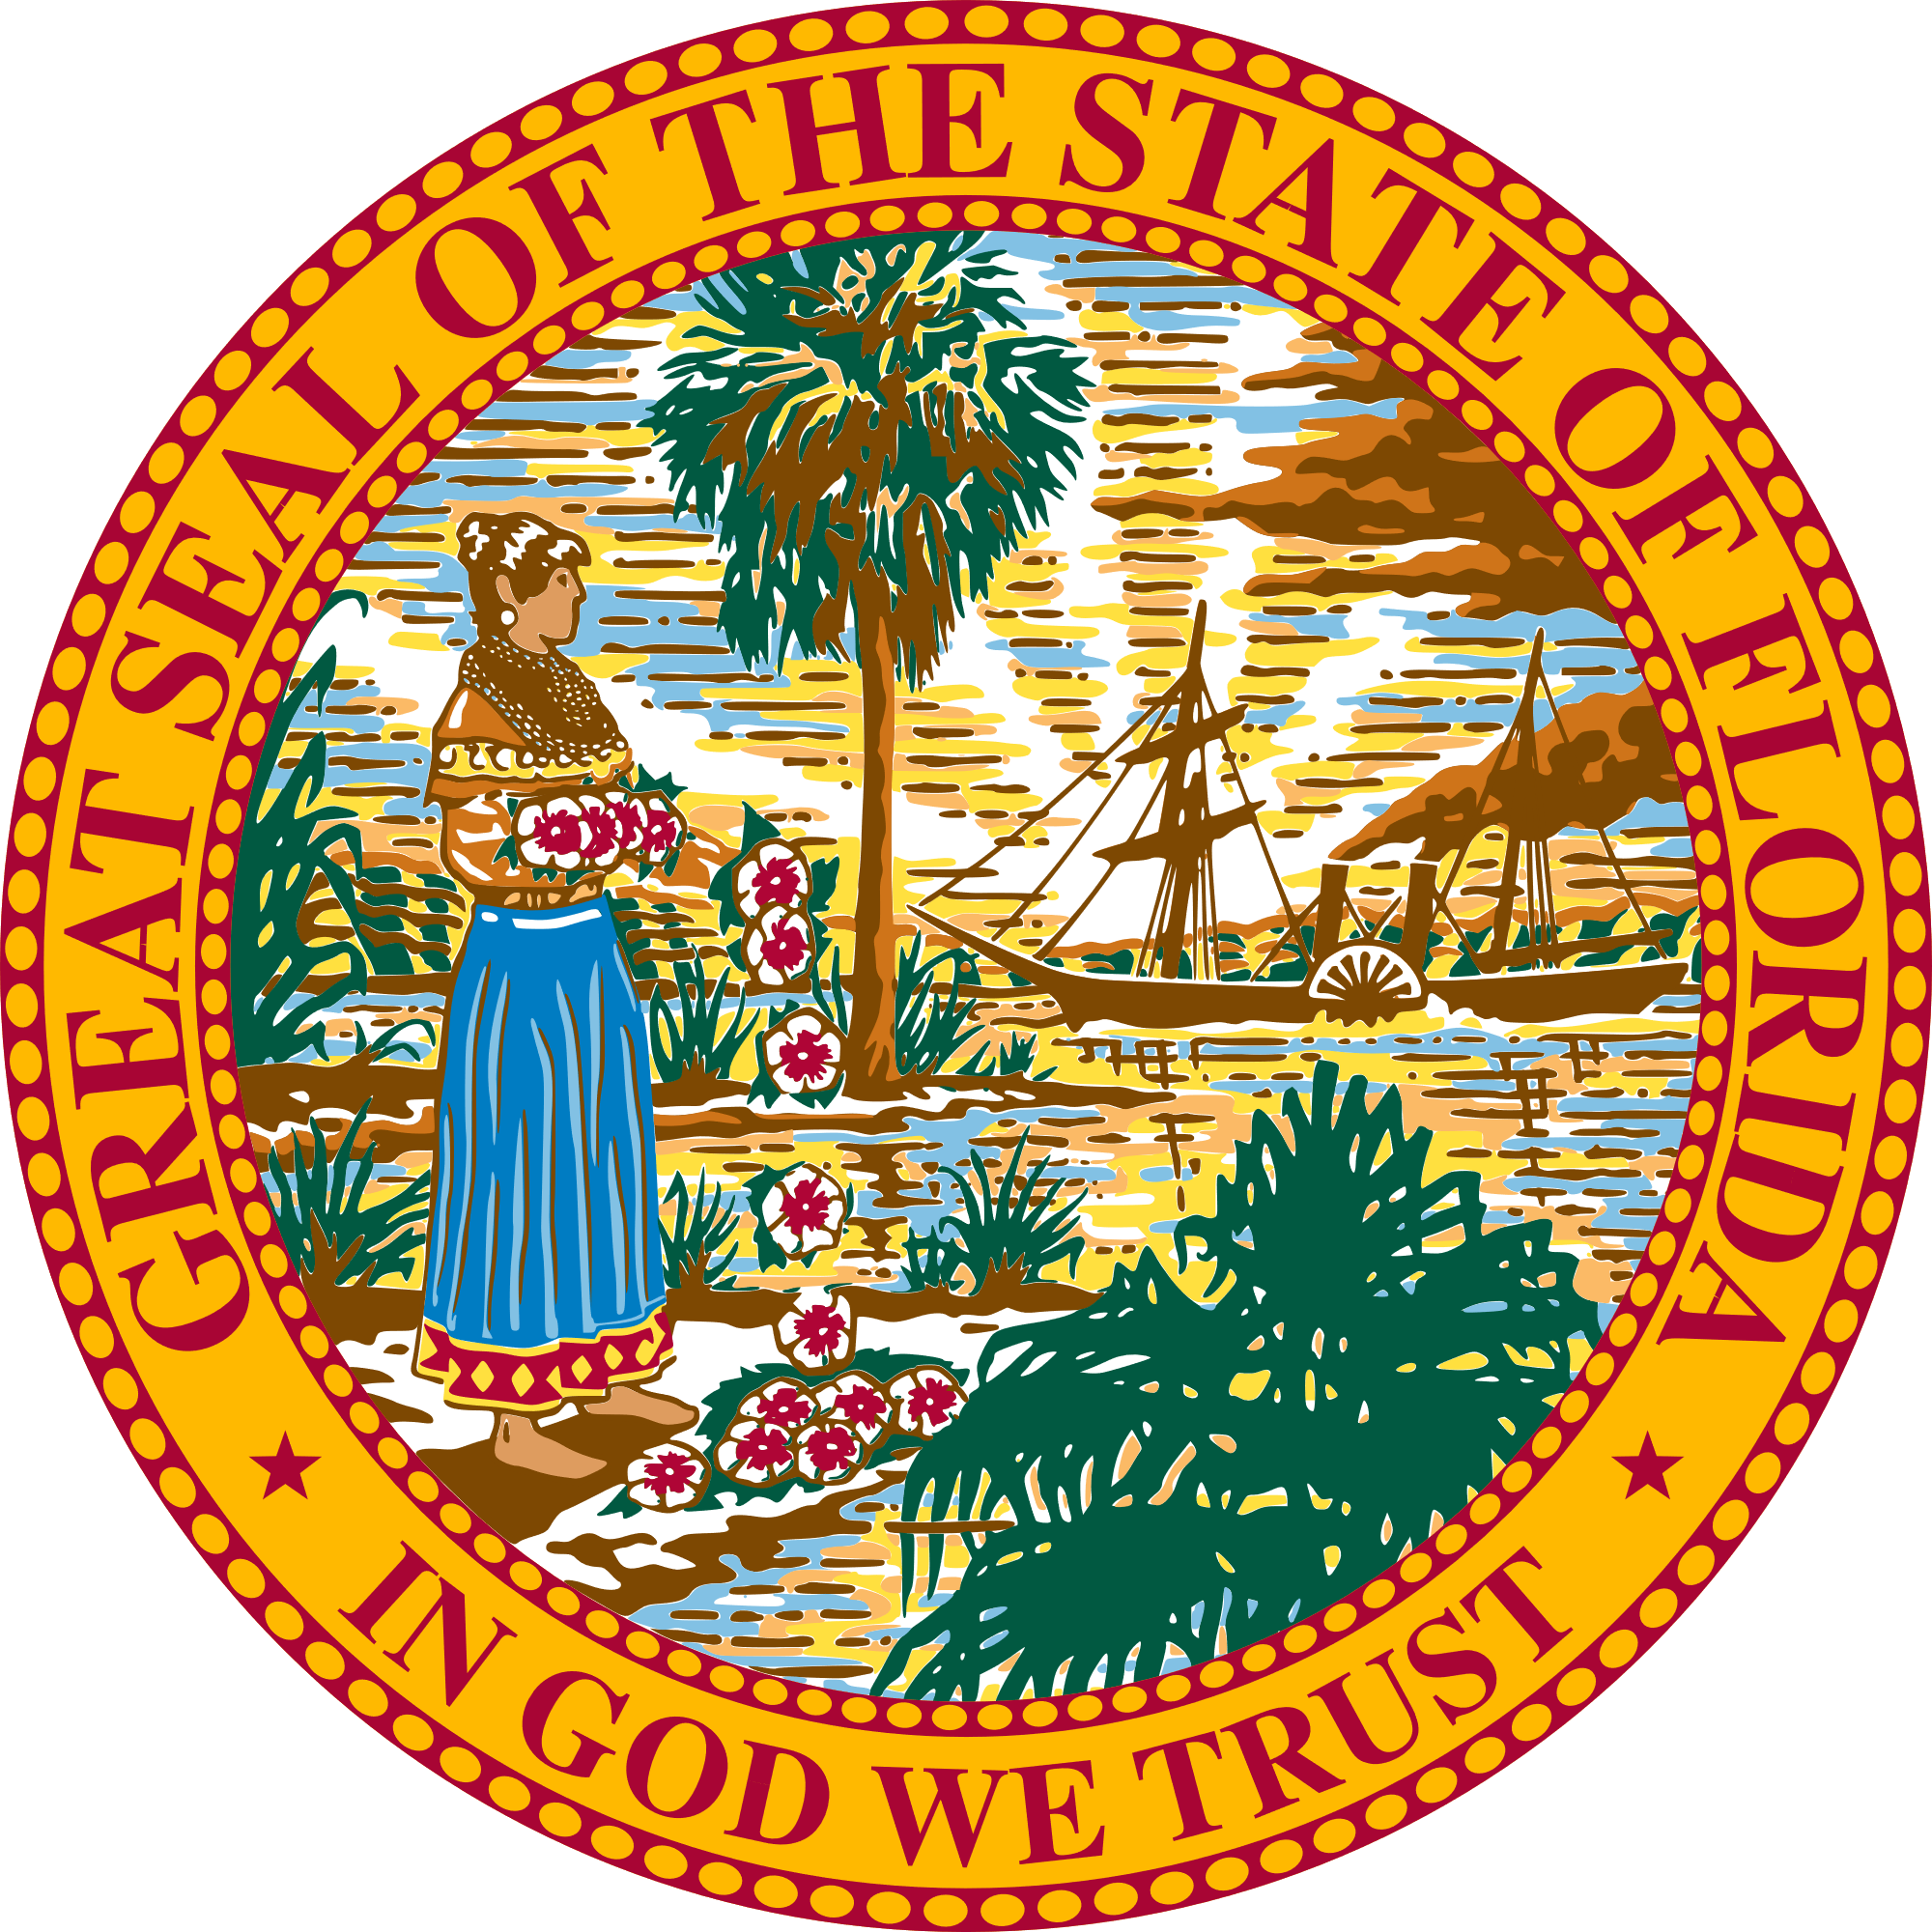 GREAT SEAL OF THE STATE OF FLORIDA
IN GOD WE TRUST